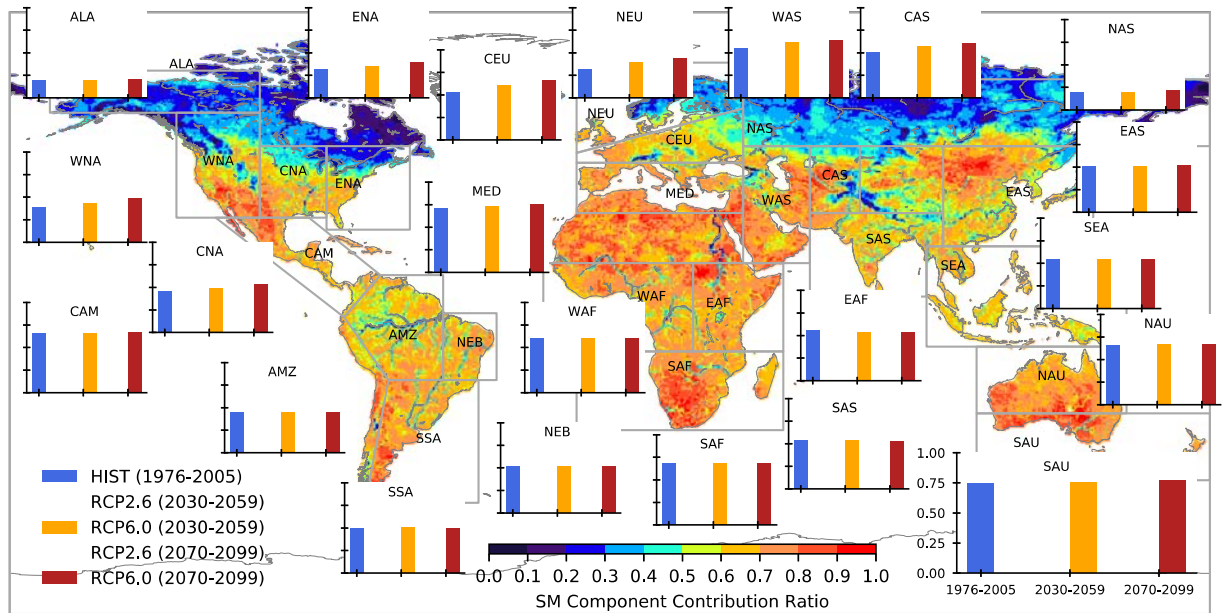 ALA
ENA
NEU
WAS
CAS
NAS
CEU
ALA
NEU
NAS
EAS
CEU
WNA
WNA
CNA
ENA
MED
MED
WAS
CAS
EAS
SEA
CNA
CAM
SAS
SEA
CAM
WAF
WAF
EAF
EAF
NAU
AMZ
NEB
AMZ
SAF
NAU
SAS
SSA
NEB
SAF
SAU
SSA
SAU
HIST (1976-2005)
RCP2.6 (2030-2059)
RCP6.0 (2030-2059)
RCP2.6 (2070-2099)
RCP6.0 (2070-2099)
1.00
0.75
0.50
0.25
0.00
1976-2005 2030-2059 2070-2099
0.0 0.1 0.2 0.3 0.4 0.5 0.6 0.7 0.8 0.9 1.0
SM Component Contribution Ratio